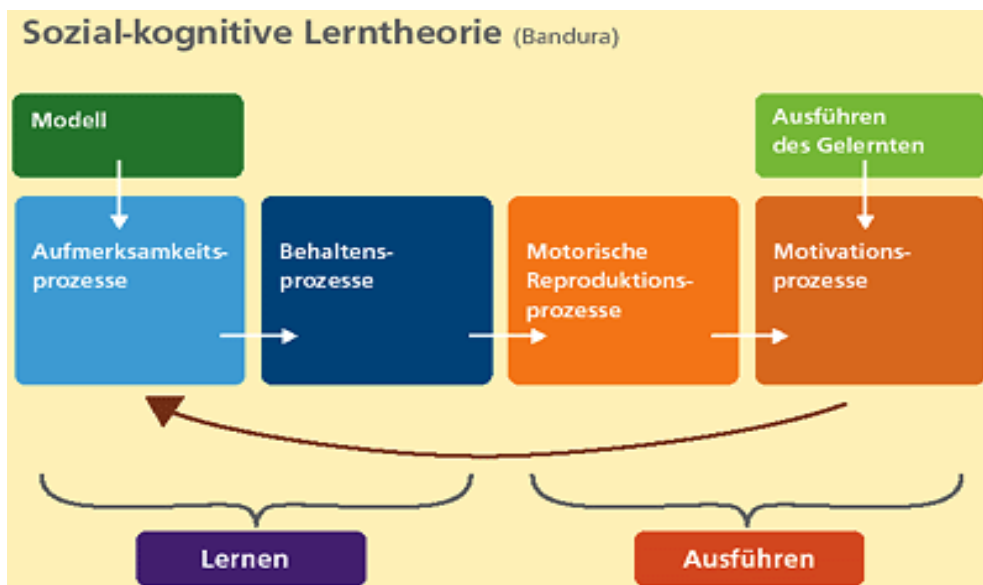 Sozial-kognitive Lerntheorie (Bandura)
Modell
Ausführen
des Gelernten
Aufmerksamkeits-
prozesse
Behaltens-
prozesse
Motorische
Reproduktions-
prozesse
Motivations-
prozesse
Lernen
Ausführen